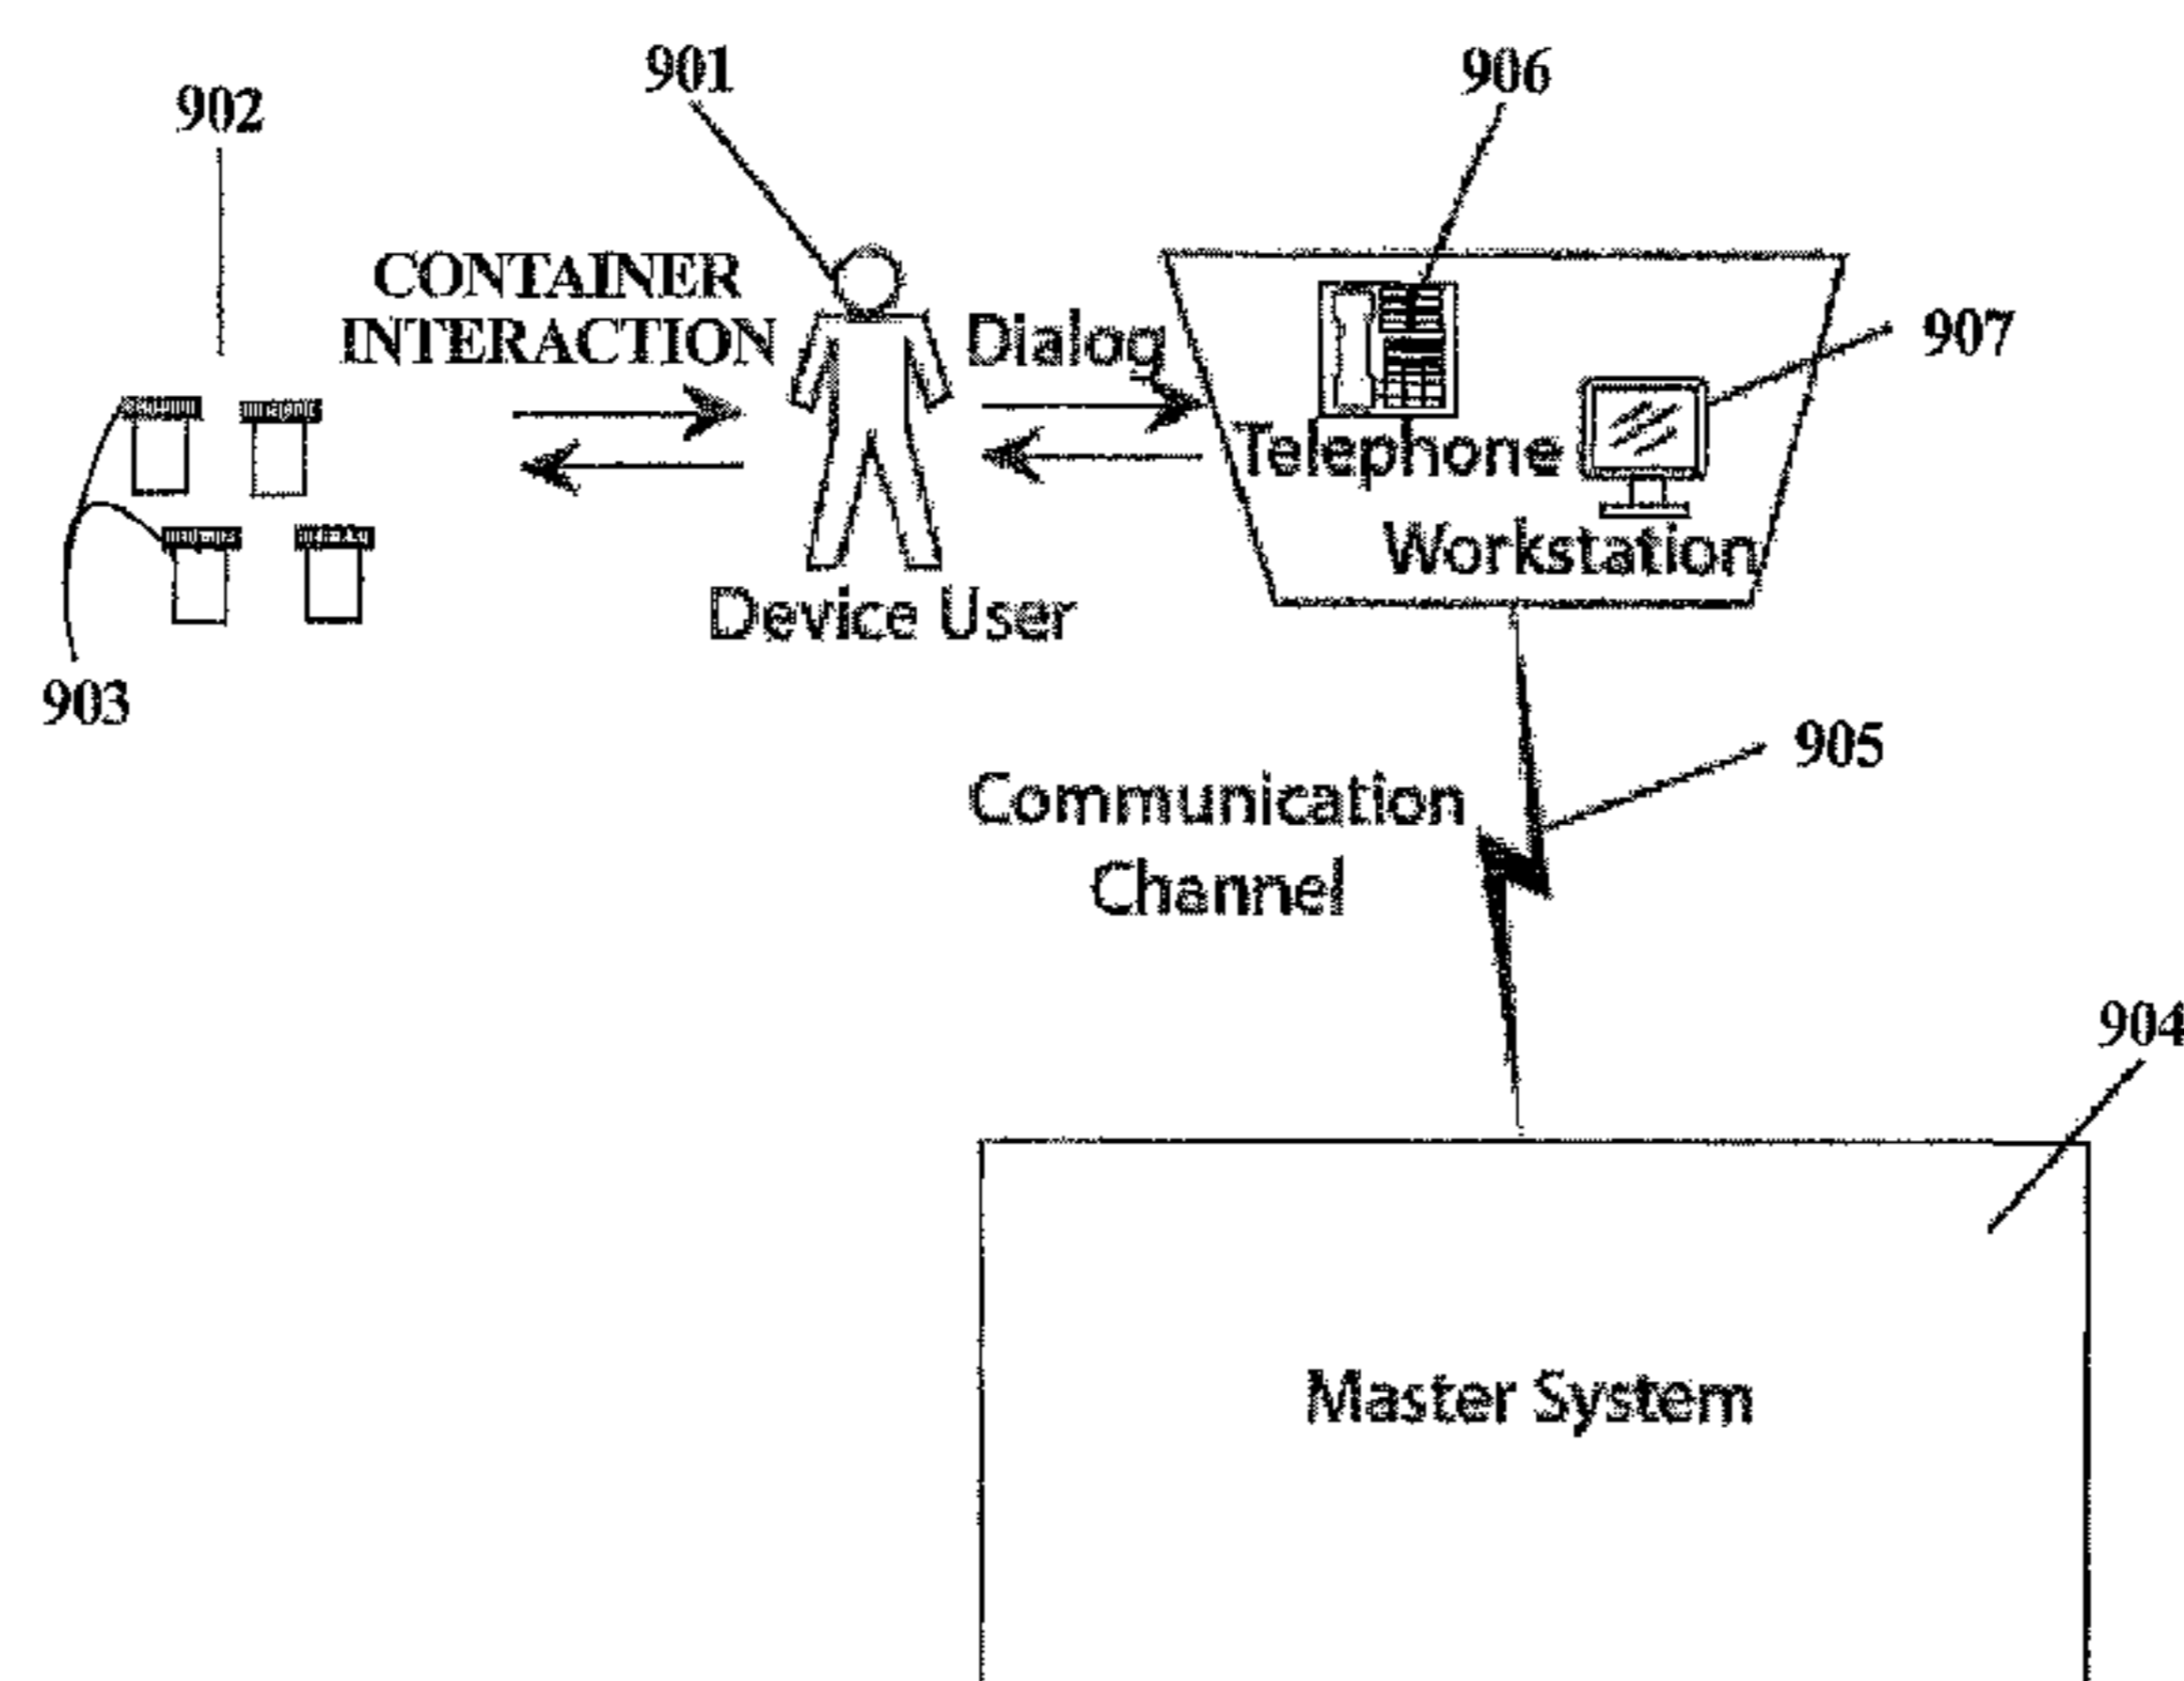 901
906
902
CONTAINER
INTERACTION
Dialog
907
Telephone
Workstation
Device User
903
905
Communication
Channel
904
Master System